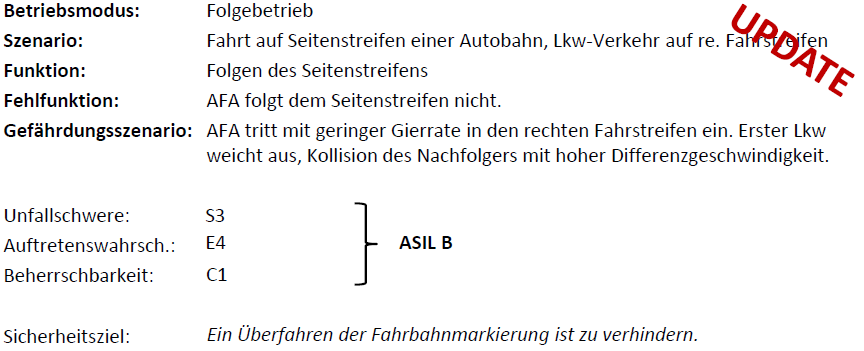 Betriebsmodus: Folgebetrieb
Szenario: Fahrt auf Seitenstreifen einer Autobahn, Lkw-Verkehr auf re. Fahrstreifen
UPDATE
Funktion: Folgen des Seitenstreifens
Fehlfunktion: AFA folgt dem Seitenstreifen nicht.
Gefährdungsszenario: AFA tritt mit geringer Gierrate in den rechten Fahrstreifen ein. Erster Lkw
weicht aus, Kollision des Nachfolgers mit hoher Differenzgeschwindigkeit.
Unfallschwere: S3
Auftretenswahrsch.: E4 ASIL B
Beherrschbarkeit: C1
Sicherheitsziel: Ein Überfahren der Fahrbahnmarkierung ist zu verhindern.